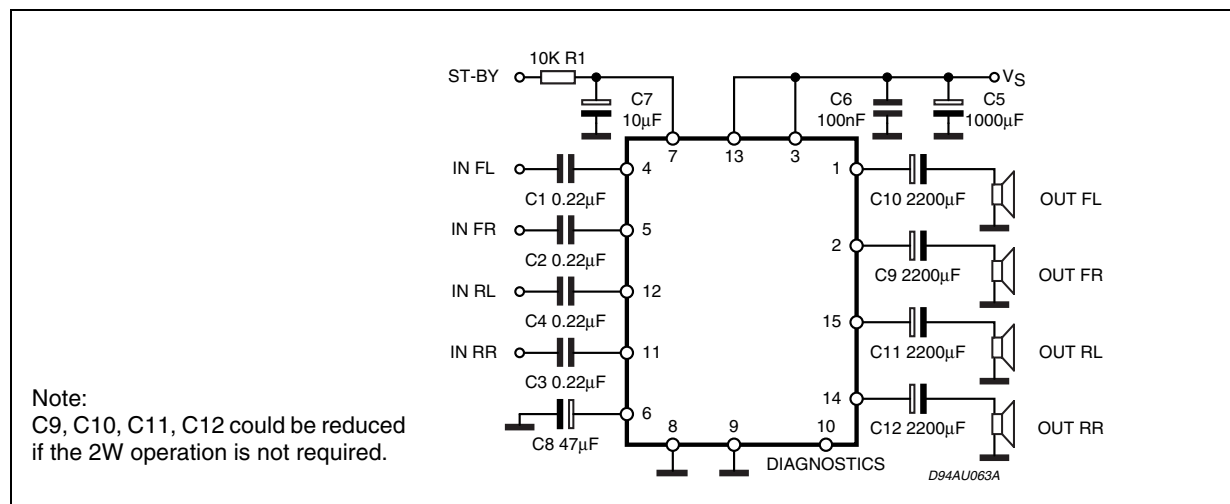 10K R1
ST-BY
C7
10µF
C6
100nF
C5
1000µF
VS
7
13
3
IN FL
4
C1 0.22µF
IN FR
5
C2 0.22µF
IN RL
12
C4 0.22µF
IN RR
11
C3 0.22µF
6
C8 47µF
8
9
10
DIAGNOSTICS
1
C10 2200µF
OUT FL
2
C9 2200µF
OUT FR
15
C11 2200µF
OUT RL
14
C12 2200µF
OUT RR
D94AU063A
Note:
C9, C10, C11, C12 could be reduced
if the 2W operation is not required.